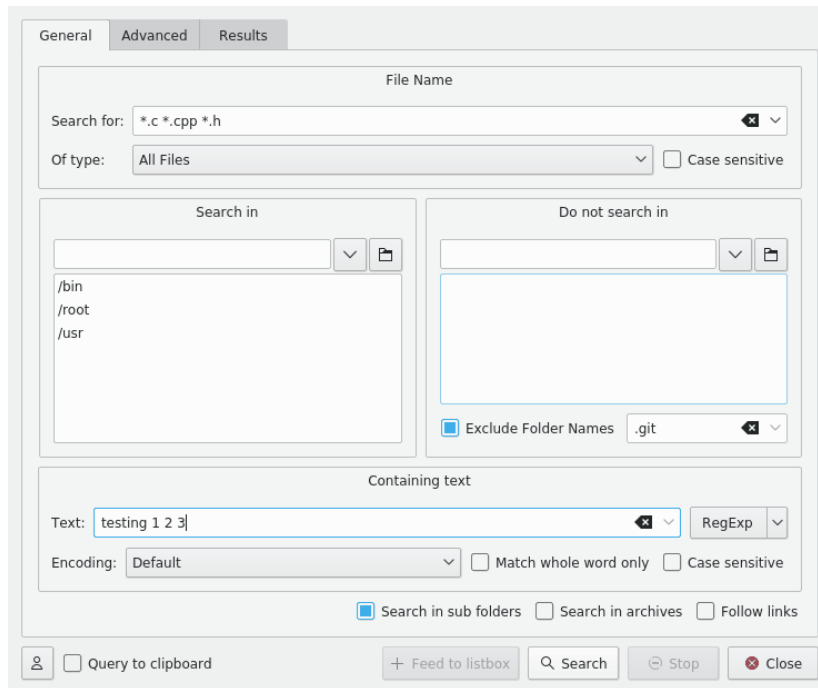 General Advanced Results
File Name
Search for: *.c *.cpp *.h
Of type: All Files Case sensitive
Search in
/bin
/root
/usr
Do not search in
Exclude Folder Names .git
Containing text
Text: testing 1 2 3 RegExp
Encoding: Default Match whole word only Case sensitive
Search in sub folders Search in archives Follow links
Query to clipboard + Feed to listbox Search Stop Close